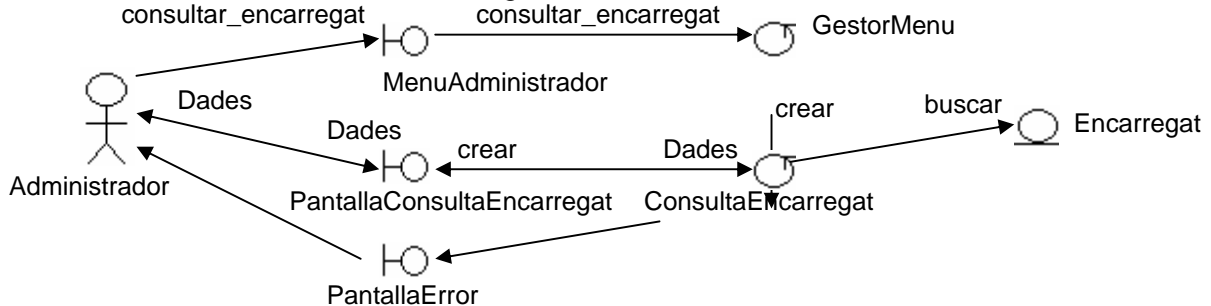 consultar_encarregat
consultar_encarregat
GestorMenu
MenuAdministrador
Dades
crear
buscar
Dades
Encarregat
crear
Dades
Administrador
PantallaConsultaEncarregat
ConsultaEncarregat
PantallaError